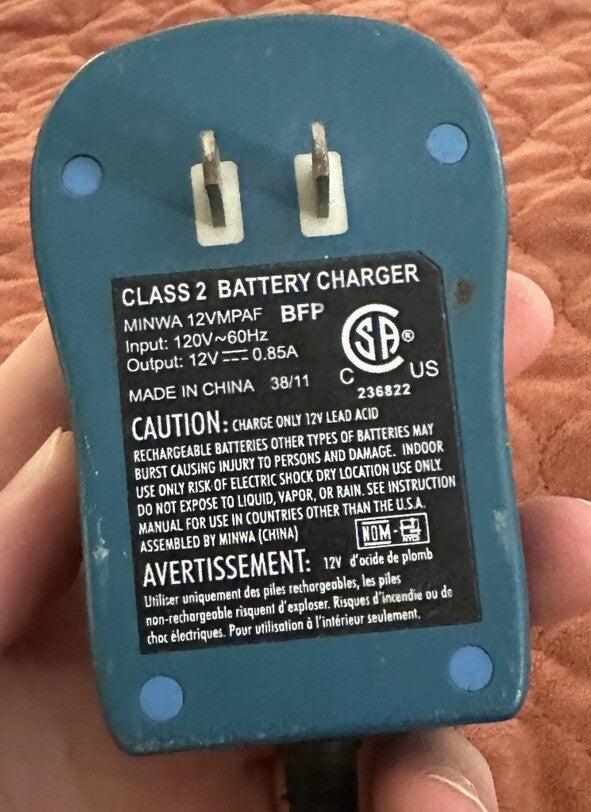 CLASS 2 BATTERY CHARGER
MINWA 12VMPAF BFP
Input: 120V~60Hz
Output: 12V⎓0.85A
MADE IN CHINA 38/11
CSA®
C US
236822
CAUTION: CHARGE ONLY 12V LEAD ACID
RECHARGEABLE BATTERIES OTHER TYPES OF BATTERIES MAY
BURST CAUSING INJURY TO PERSONS AND DAMAGE. INDOOR
USE ONLY RISK OF ELECTRIC SHOCK DRY LOCATION USE ONLY
DO NOT EXPOSE TO LIQUID, VAPOR, OR RAIN. SEE INSTRUCTION
MANUAL FOR USE IN COUNTRIES OTHER THAN THE U.S.A.
ASSEMBLED BY MINWA (CHINA)
NOM-
NYCE
AVERTISSEMENT: 12V d'ocide de plomb
Utilizer uniquement des piles rechargeables, les piles
non-rechargeable risquent d'exploser. Risques d'incendie ou de
choc électriques. Pour utilisation à l'intérieur seulement.